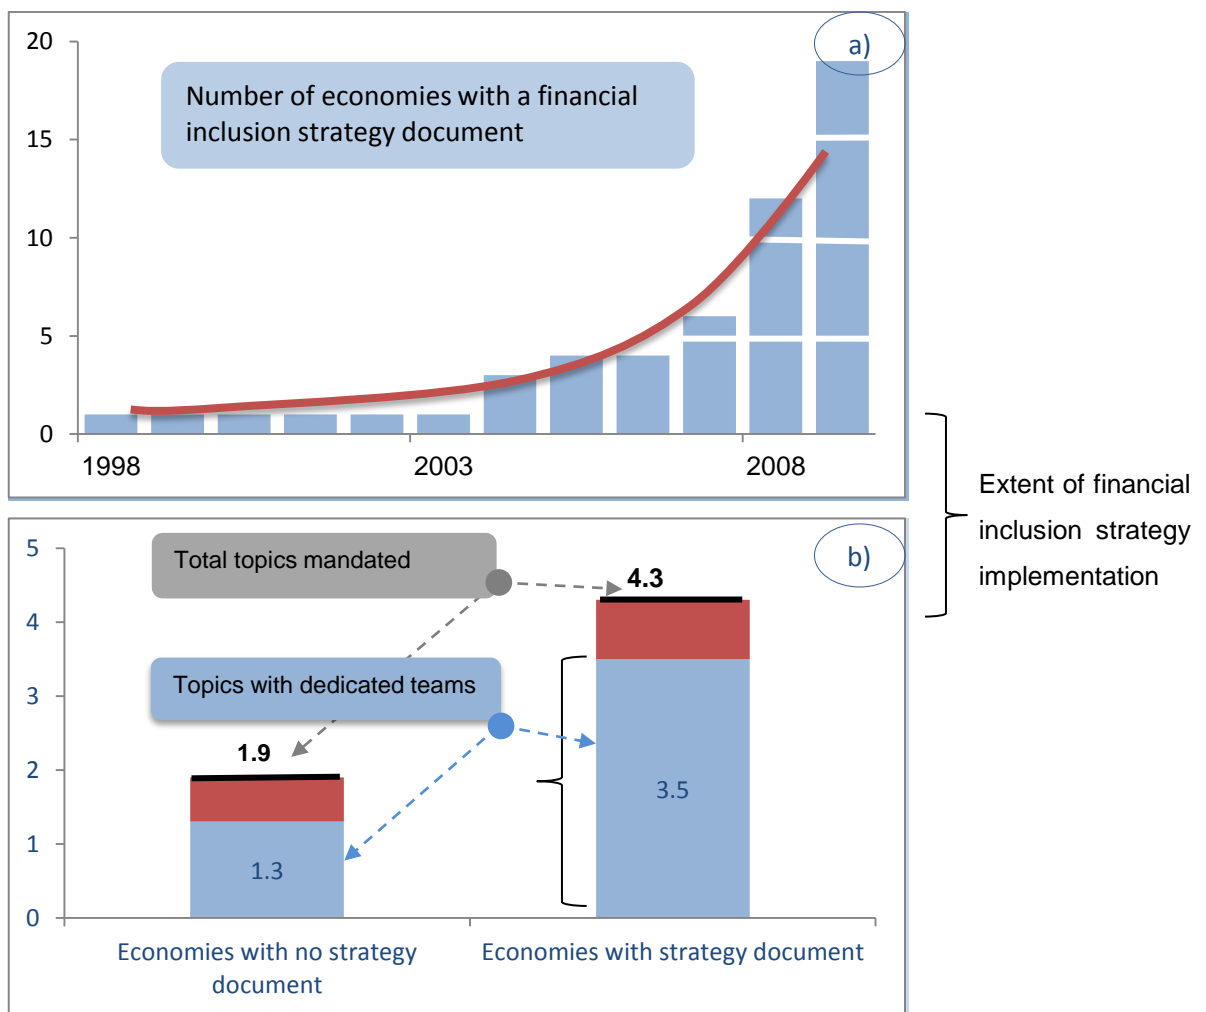 a)
20
Number of economies with a financial
inclusion strategy document
15
10
5
0
1998
2003
2008
Extent of financial
inclusion strategy
implementation
b)
5
Total topics mandated
4.3
4
Topics with dedicated teams
3
1.9
2
3.5
1
1.3
0
Economies with no strategy
document
Economies with strategy document